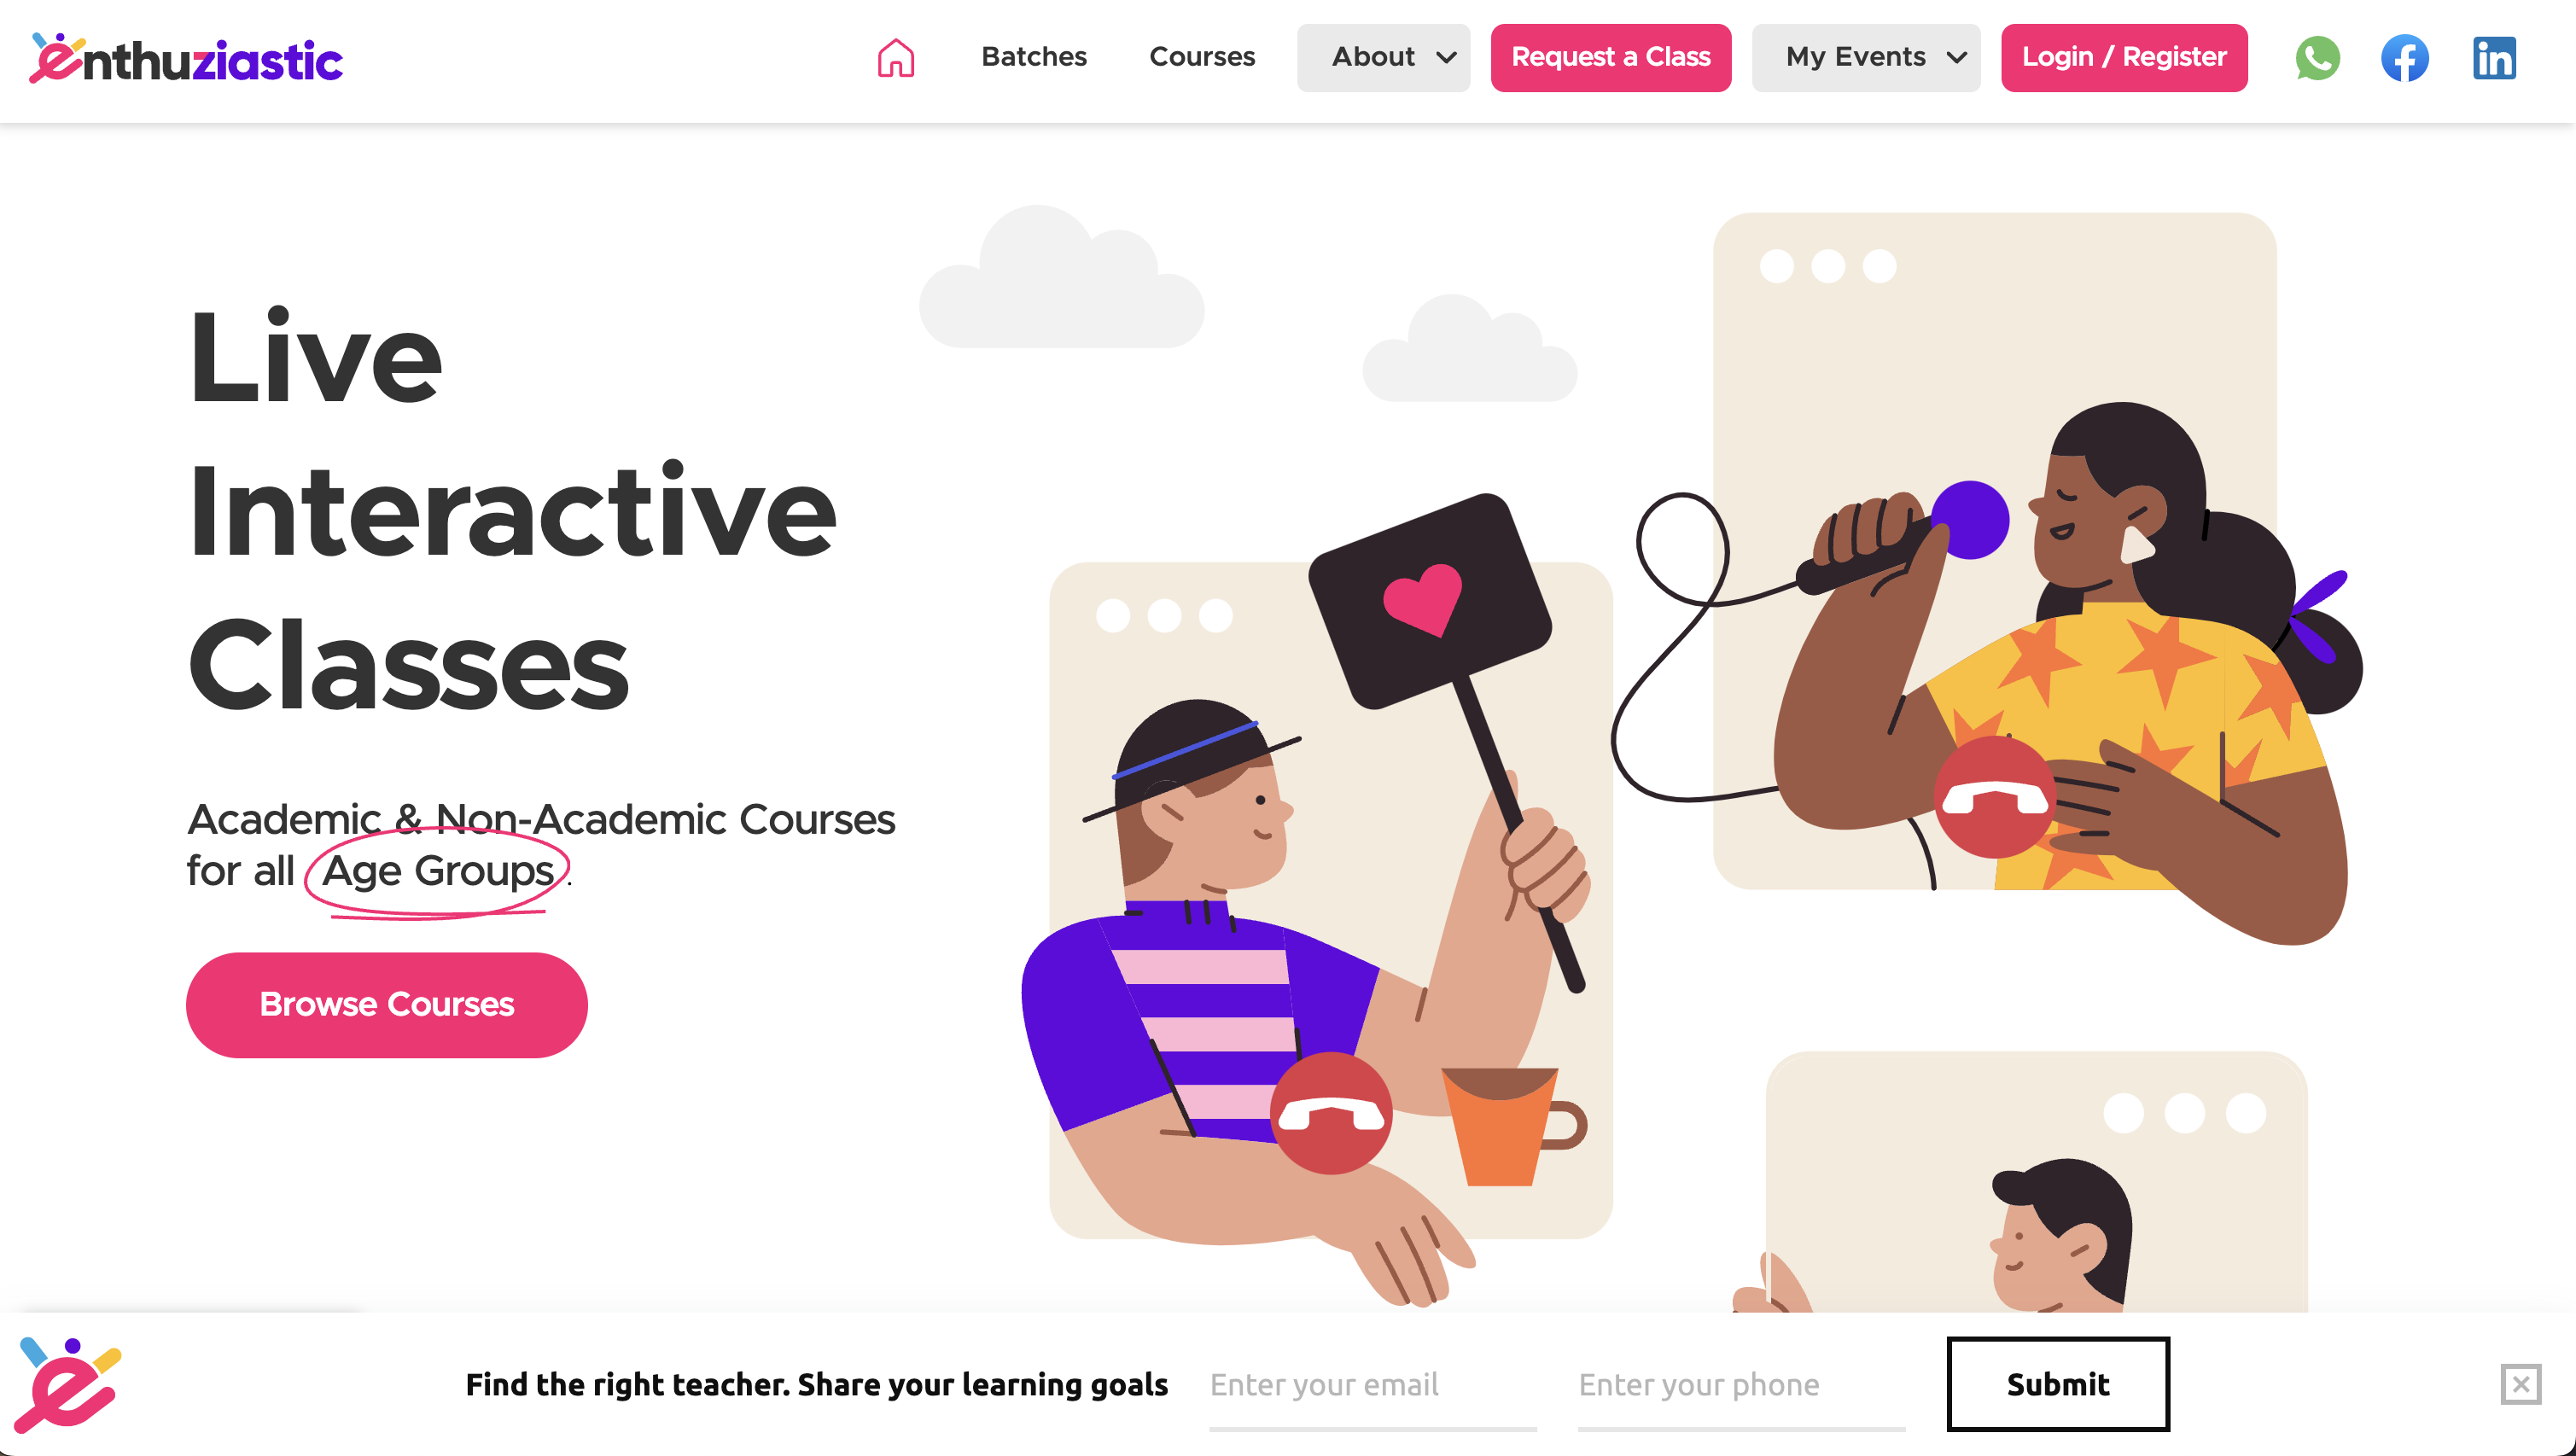 enthuziastic
Batches
Courses
About
Request a Class
My Events
Login / Register
in
Live
Interactive
Classes
Academic & Non-Academic Courses
for all Age Groups .
Browse Courses
Find the right teacher. Share your learning goals
Enter your email
Enter your phone
Submit